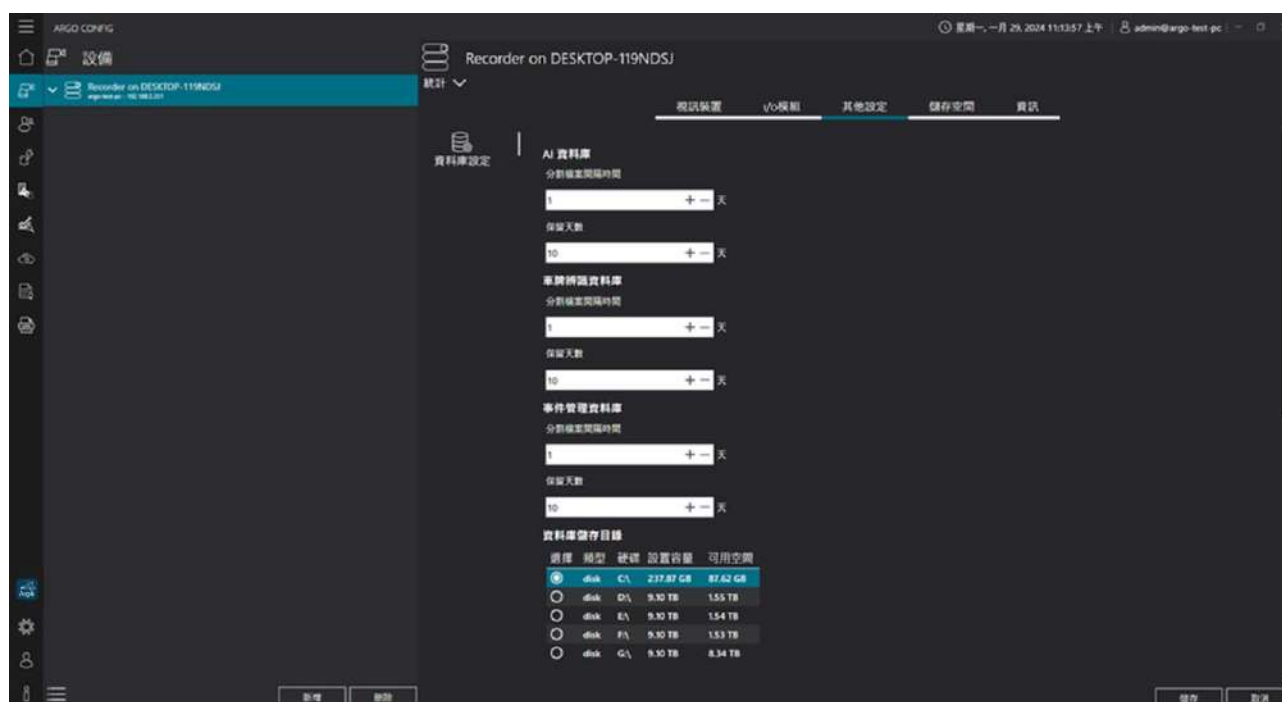 ARGO CONFIG
星期一, 一月 29, 2024 11:13:57 上午
admin@argo-test-pc
設備
Recorder on DESKTOP-119NDSJ
Recorder on DESKTOP-119NDSJ
統計
視訊裝置 i/o模組 其他設定 儲存空間 資訊
資料庫設定
AI 資料庫
分割檔案間隔時間
1 + − 天
保留天數
10 + − 天
車牌辨識資料庫
分割檔案間隔時間
1 + − 天
保留天數
10 + − 天
事件管理資料庫
分割檔案間隔時間
1 + − 天
保留天數
10 + − 天
資料庫儲存目錄
選擇 類型 硬碟 設置容量 可用空間
disk C:\ 237.87 GB 87.62 GB
disk D:\ 9.10 TB 1.55 TB
disk E:\ 9.10 TB 1.54 TB
disk F:\ 9.10 TB 1.53 TB
disk G:\ 9.10 TB 8.34 TB
新增 刪除
儲存 取消